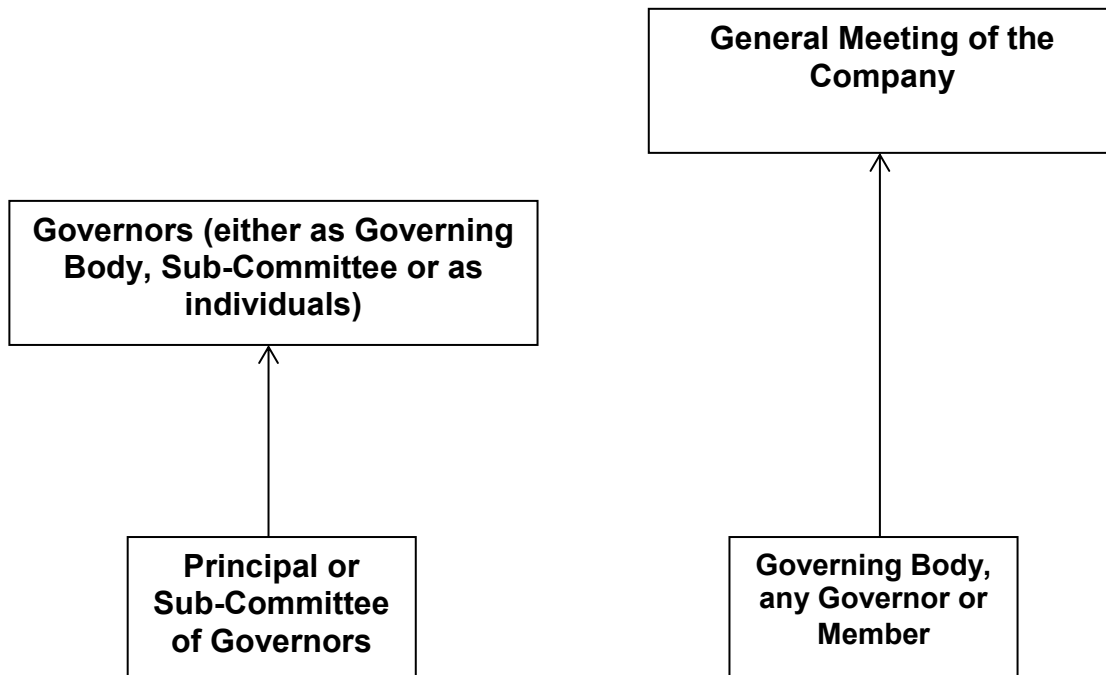 General Meeting of the
Company
Governors (either as Governing
Body, Sub-Committee or as
individuals)
Principal or
Sub-Committee
of Governors
Governing Body,
any Governor or
Member